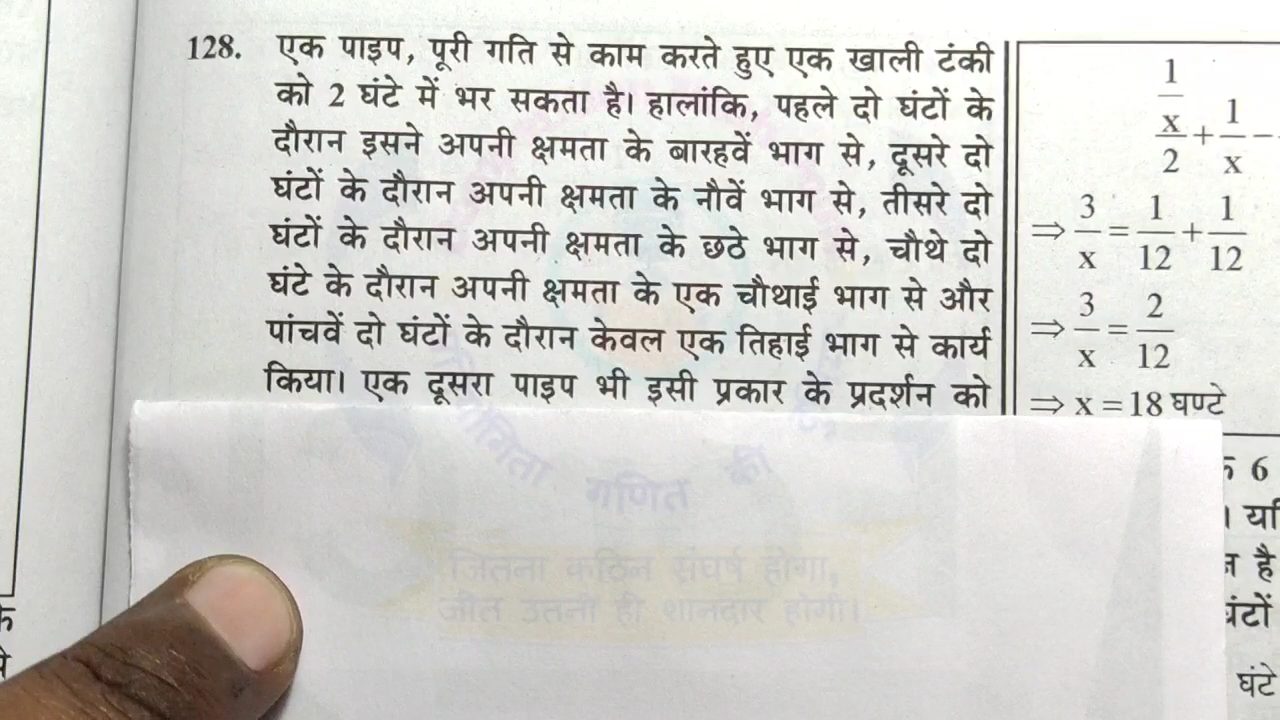 128. एक पाइप, पूरी गति से काम करते हुए एक खाली टंकी
को 2 घंटे में भर सकता है। हालांकि, पहले दो घंटों के
दौरान इसने अपनी क्षमता के बारहवें भाग से, दूसरे दो
घंटों के दौरान अपनी क्षमता के नौवें भाग से, तीसरे दो
घंटों के दौरान अपनी क्षमता के छठे भाग से, चौथे दो
घंटे के दौरान अपनी क्षमता के एक चौथाई भाग से और
पांचवें दो घंटों के दौरान केवल एक तिहाई भाग से कार्य
किया। एक दूसरा पाइप भी इसी प्रकार के प्रदर्शन को
गणित की
जितना कठिन संघर्ष होगा,
जीत उतनी ही शानदार होगी।
1
x 1
— + — −
2 x
⇒ 3/x = 1/12 + 1/12
⇒ 3/x = 2/12
⇒ x = 18 घण्टे
6
घंटे